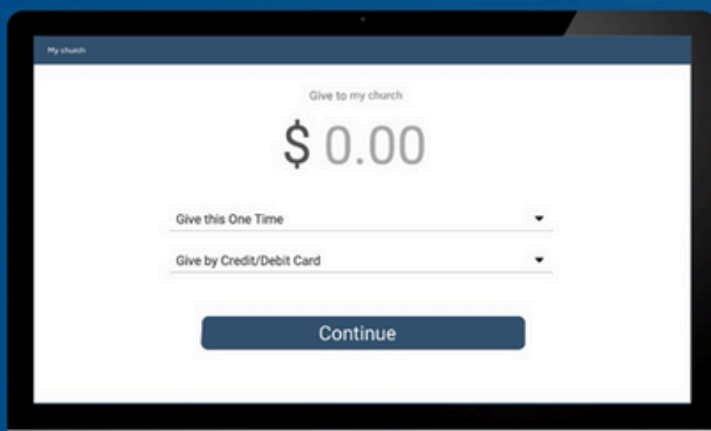 My church
Give to my church
$ 0.00
Give this One Time
Give by Credit/Debit Card
Continue